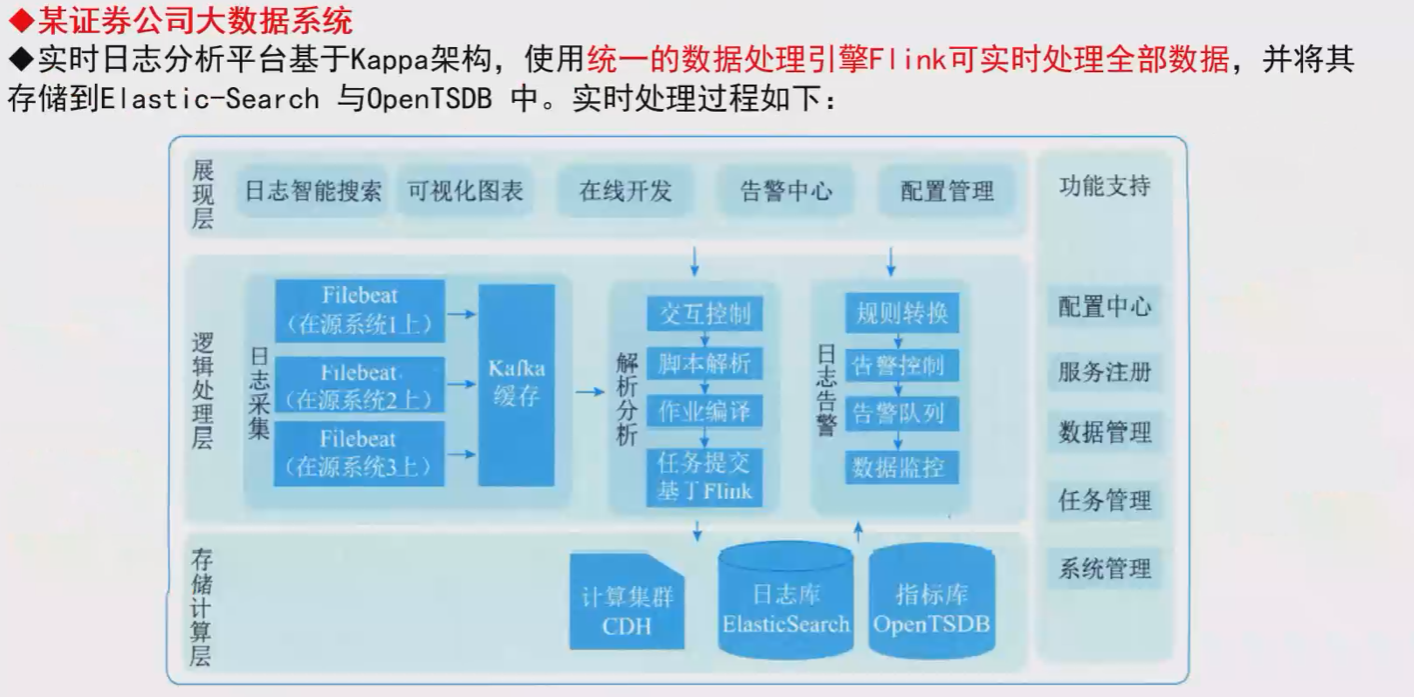 ◆某证券公司大数据系统
◆实时日志分析平台基于Kappa架构，使用统一的数据处理引擎Flink可实时处理全部数据，并将其
存储到Elastic-Search 与OpenTSDB 中。实时处理过程如下：
展现层
日志智能搜索
可视化图表
在线开发
告警中心
配置管理
功能支持
逻辑处理层
日志采集
Filebeat
（在源系统1上）
Filebeat
（在源系统2上）
Filebeat
（在源系统3上）
Kafka
缓存
解析分析
交互控制
脚本解析
作业编译
任务提交
基于Flink
日志告警
规则转换
告警控制
告警队列
数据监控
配置中心
服务注册
数据管理
任务管理
系统管理
存储计算层
计算集群
CDH
日志库
ElasticSearch
指标库
OpenTSDB